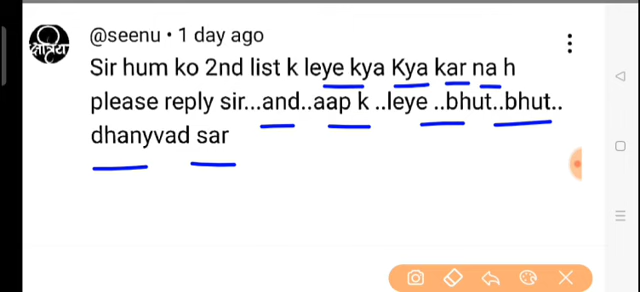 क्षत्रिय
@seenu • 1 day ago
Sir hum ko 2nd list k leye kya Kya kar na h
please reply sir...and..aap k ..leye ..bhut..bhut..
dhanyvad sar